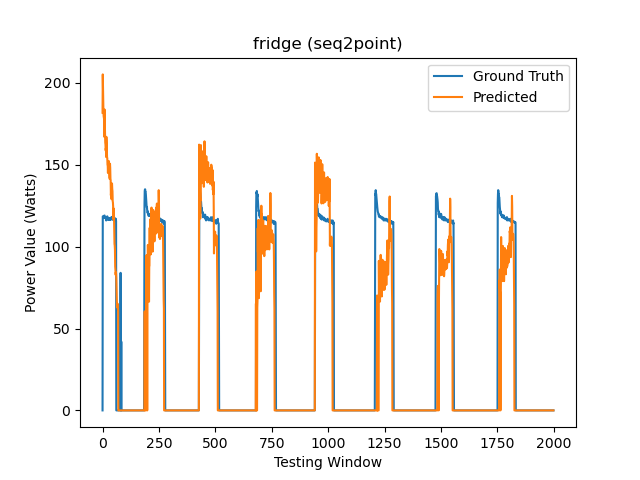 fridge (seq2point)
Ground Truth
Predicted
Power Value (Watts)
200
150
100
50
0
0 250 500 750 1000 1250 1500 1750 2000
Testing Window